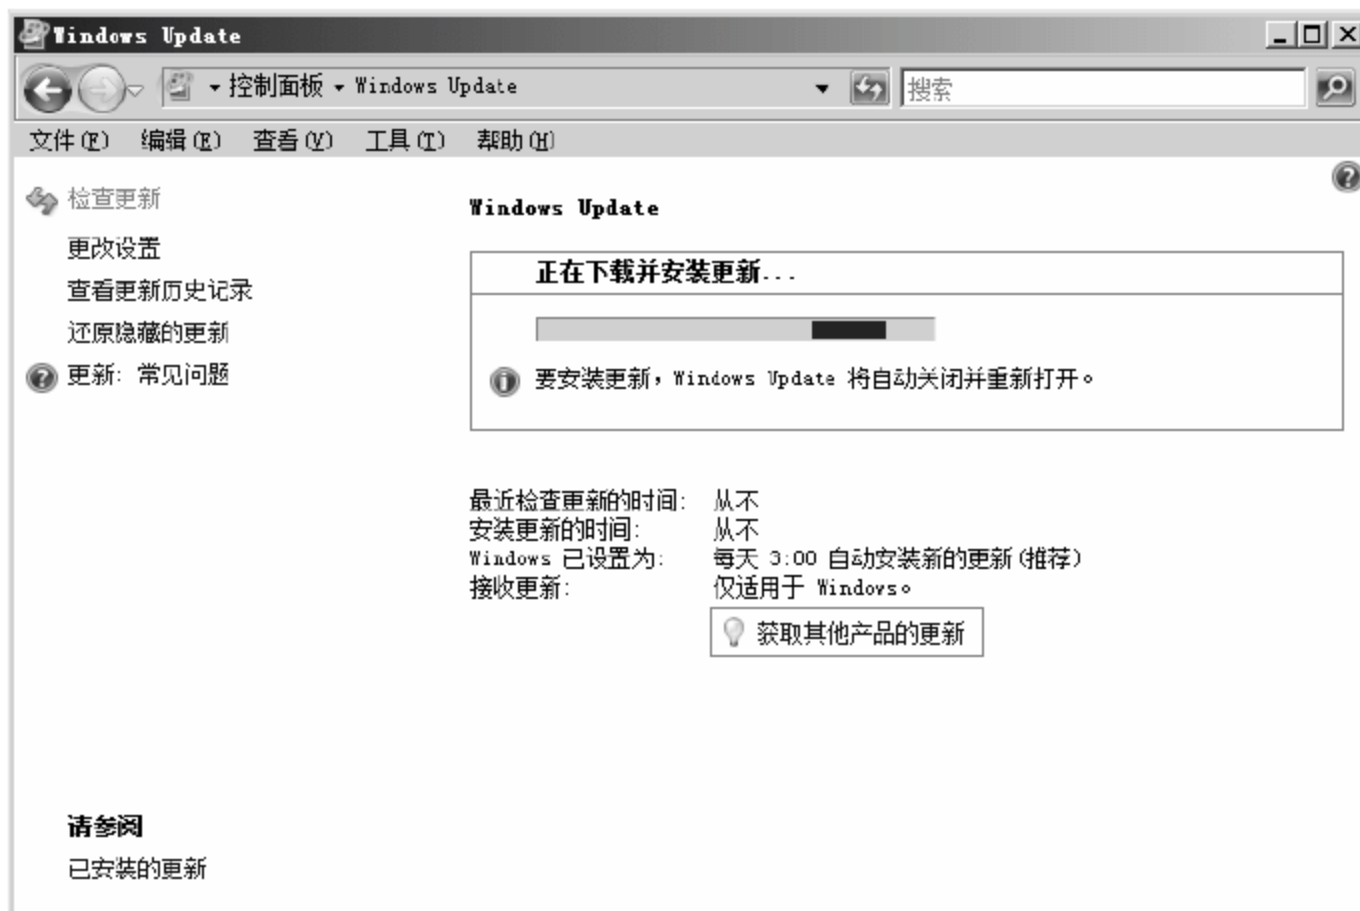 Windows Update
控制面板 Windows Update
搜索
文件(F) 编辑(E) 查看(V) 工具(T) 帮助(H)
检查更新
更改设置
查看更新历史记录
还原隐藏的更新
更新: 常见问题
Windows Update
正在下载并安装更新...
要安装更新，Windows Update 将自动关闭并重新打开。
最近检查更新的时间: 从不
安装更新的时间: 从不
Windows 已设置为: 每天 3:00 自动安装新的更新(推荐)
接收更新: 仅适用于 Windows。
获取其他产品的更新
请参阅
已安装的更新